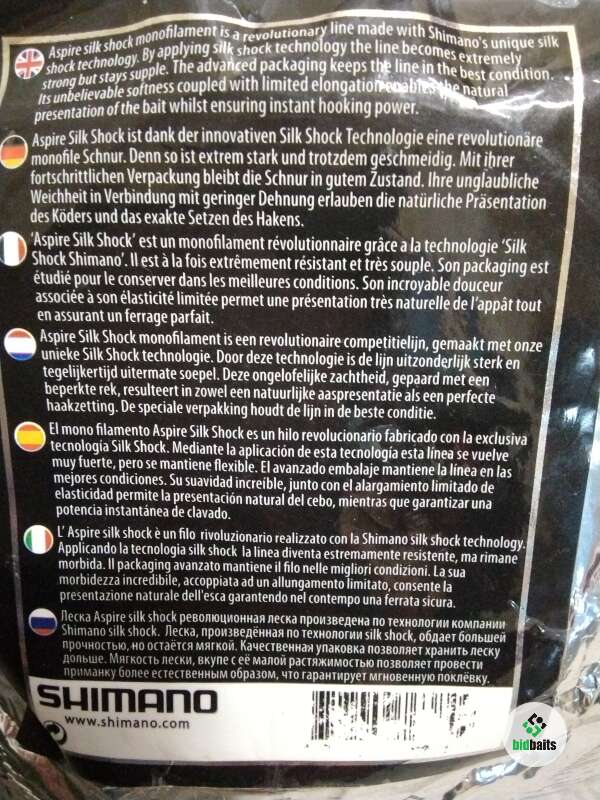 Aspire silk shock monofilament is a revolutionary line made with Shimano's unique silk
shock technology. By applying silk shock technology the line becomes extremely
strong but stays supple. The advanced packaging keeps the line in the best condition.
Its unbelievable softness coupled with limited elongation enables the natural
presentation of the bait whilst ensuring instant hooking power.
Aspire Silk Shock ist dank der innovativen Silk Shock Technologie eine revolutionäre
monofile Schnur. Denn so ist extrem stark und trotzdem geschmeidig. Mit ihrer
fortschrittlichen Verpackung bleibt die Schnur in gutem Zustand. Ihre unglaubliche
Weichheit in Verbindung mit geringer Dehnung erlauben die natürliche Präsentation
des Köders und das exakte Setzen des Hakens.
'Aspire Silk Shock' est un monofilament révolutionnaire grâce a la technologie 'Silk
Shock Shimano'. Il est à la fois extrêmement résistant et très souple. Son packaging est
étudié pour le conserver dans les meilleures conditions. Son incroyable douceur
associée à son élasticité limitée permet une présentation très naturelle de l'appât tout
en assurant un ferrage parfait.
Aspire Silk Shock monofilament is een revolutionaire competitielijn, gemaakt met onze
unieke Silk Shock technologie. Door deze technologie is de lijn uitzonderlijk sterk en
tegelijkertijd uitermate soepel. Deze ongelofelijke zachtheid, gepaard met een
beperkte rek, resulteert in zowel een natuurlijke aaspresentatie als een perfecte
haakzetting. De speciale verpakking houdt de lijn in de beste conditie.
El mono filamento Aspire Silk Shock es un hilo revolucionario fabricado con la exclusiva
tecnología Silk Shock. Mediante la aplicación de esta tecnología esta línea se vuelve
muy fuerte, pero se mantiene flexible. El avanzado embalaje mantiene la línea en las
mejores condiciones. Su suavidad increíble, junto con el alargamiento limitado de
elasticidad permite la presentación natural del cebo, mientras que garantizar una
potencia instantánea de clavado.
L' Aspire silk shock è un filo rivoluzionario realizzato con la Shimano silk shock technology.
Applicando la tecnologia silk shock la linea diventa estremamente resistente, ma rimane
morbida. Il packaging avanzato mantiene il filo nelle migliori condizioni. La sua
morbidezza incredibile, accoppiata ad un allungamento limitato, consente la
presentazione naturale dell'esca garantendo nel contempo una ferrata sicura.
Леска Aspire silk shock революционная леска произведена по технологии компании
Shimano silk shock. Леска, произведённая по технологии silk shock, обдает большей
прочностью, но остаётся мягкой. Качественная упаковка позволяет хранить леску
дольше. Мягкость лески, вкупе с её малой растяжимостью позволяет провести
приманку более естественным образом, что гарантирует мгновенную поклёвку.
SHIMANO
www.shimano.com
bidbaits